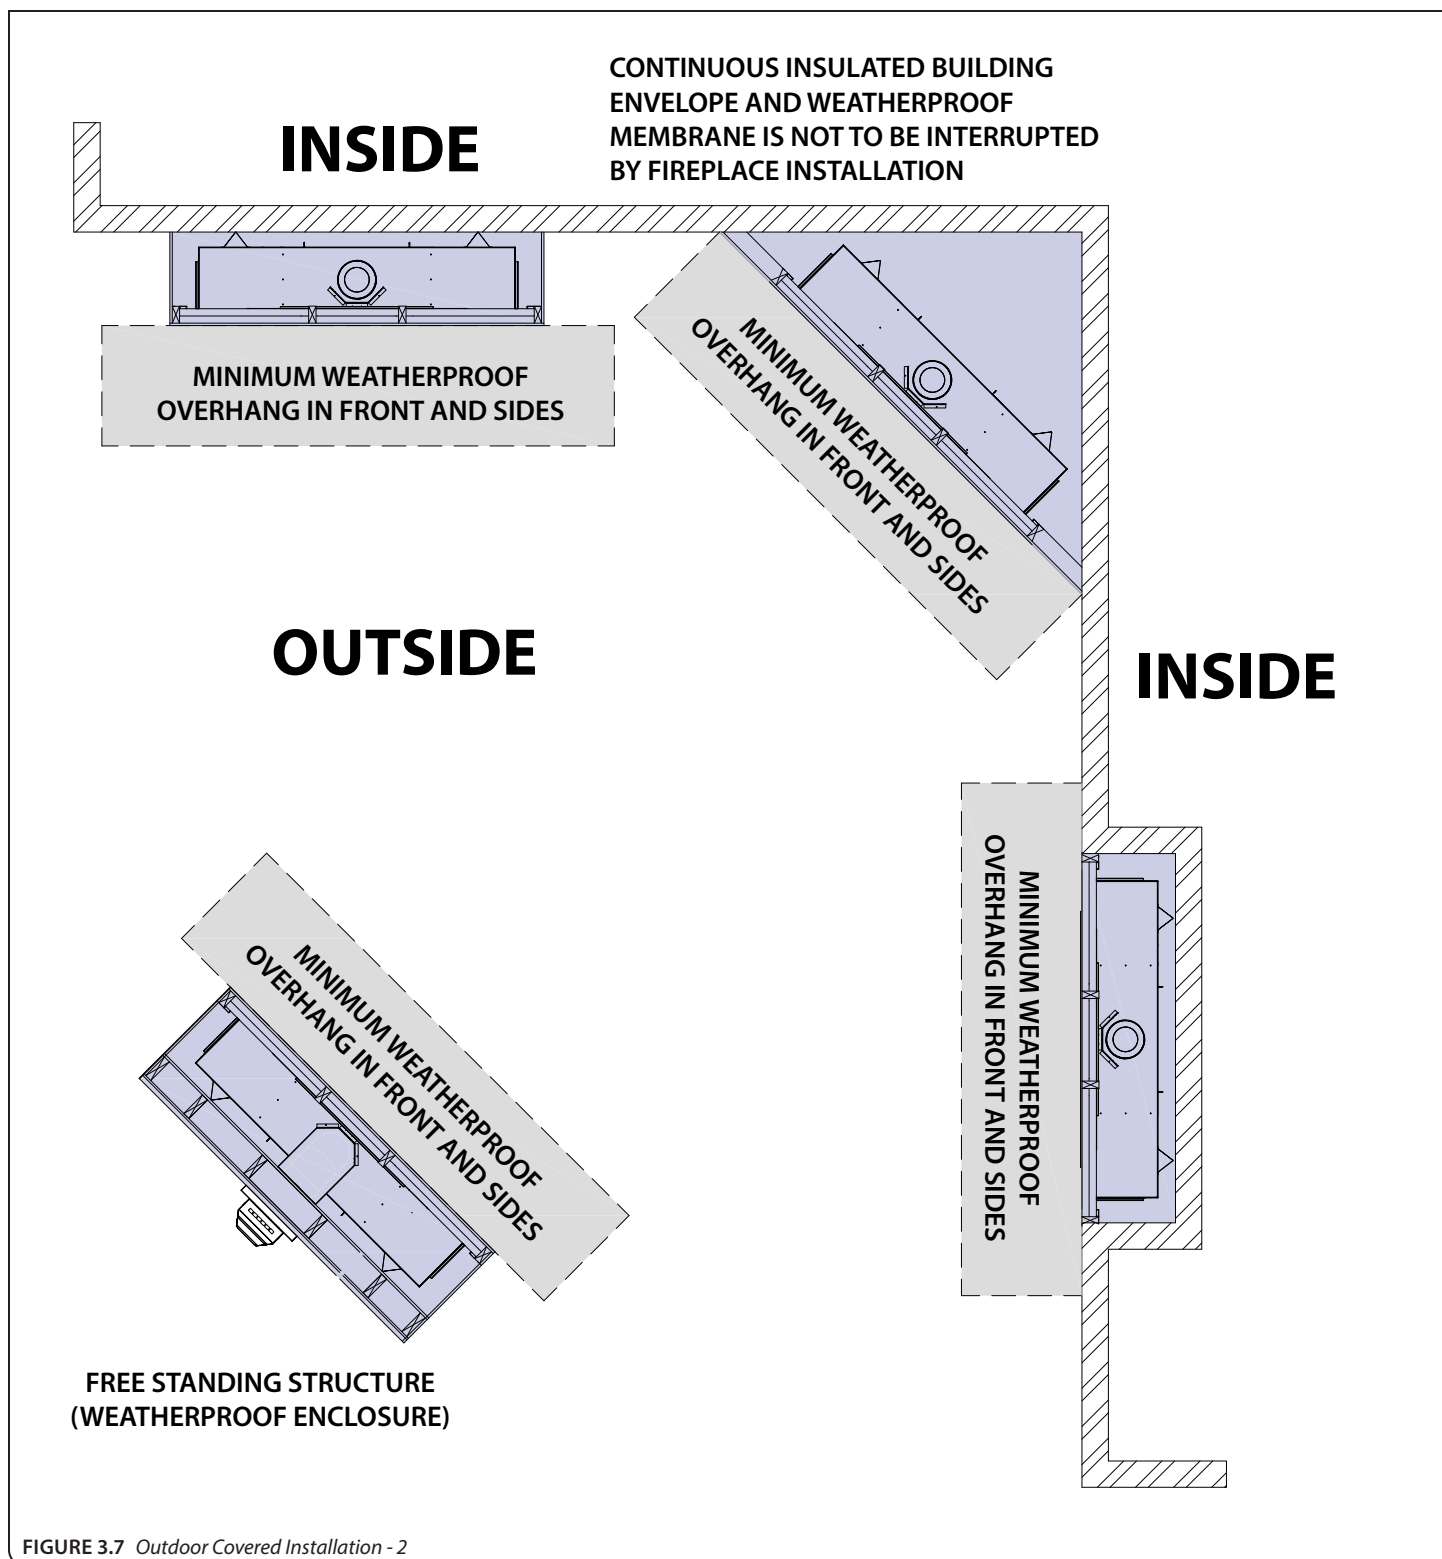 CONTINUOUS INSULATED BUILDING
ENVELOPE AND WEATHERPROOF
MEMBRANE IS NOT TO BE INTERRUPTED
BY FIREPLACE INSTALLATION
INSIDE
MINIMUM WEATHERPROOF
OVERHANG IN FRONT AND SIDES
MINIMUM WEATHERPROOF
OVERHANG IN FRONT AND SIDES
OUTSIDE
INSIDE
MINIMUM WEATHERPROOF
OVERHANG IN FRONT AND SIDES
MINIMUM WEATHERPROOF
OVERHANG IN FRONT AND SIDES
FREE STANDING STRUCTURE
(WEATHERPROOF ENCLOSURE)
FIGURE 3.7 Outdoor Covered Installation - 2